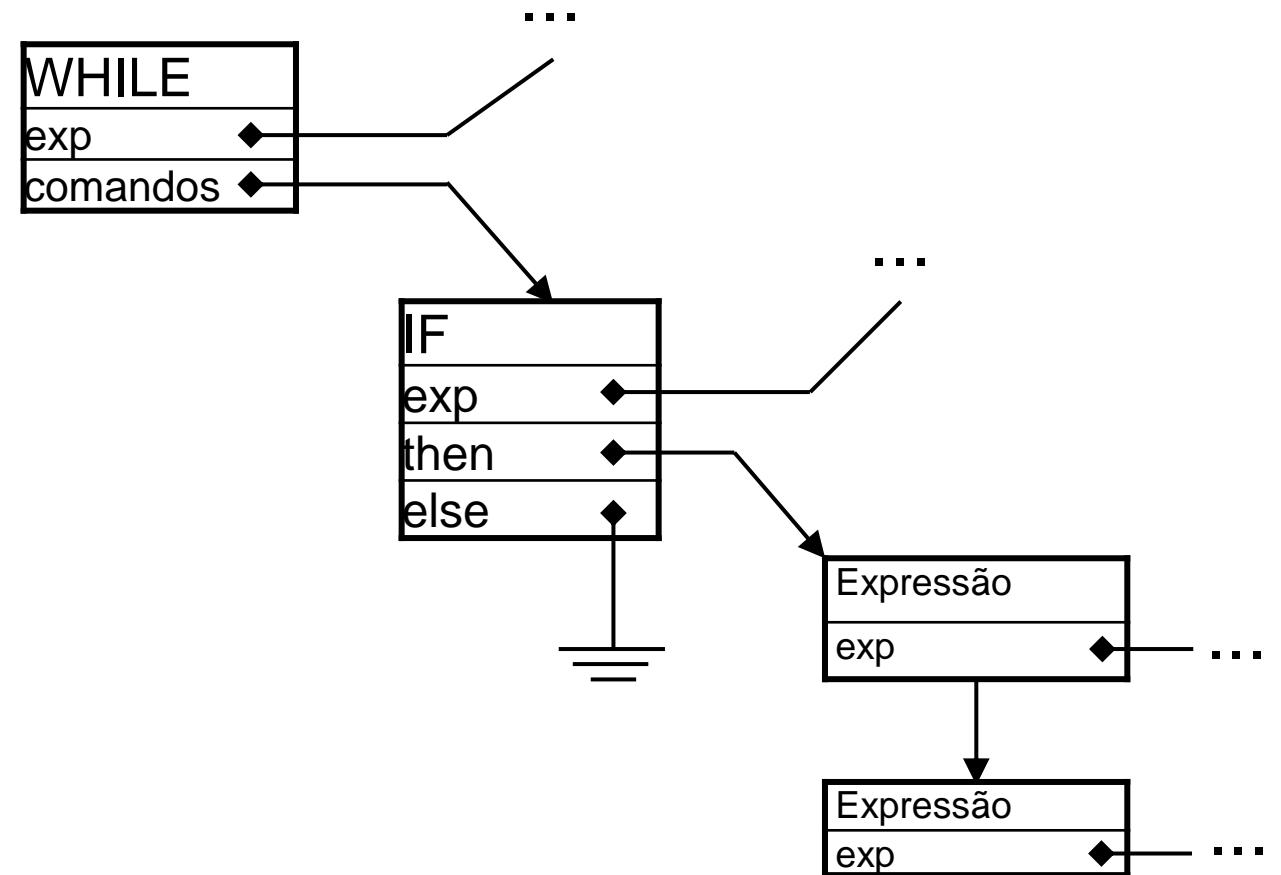 ...
WHILE
exp
comandos
...
IF
exp
then
else
Expressão
exp ...
Expressão
exp ...